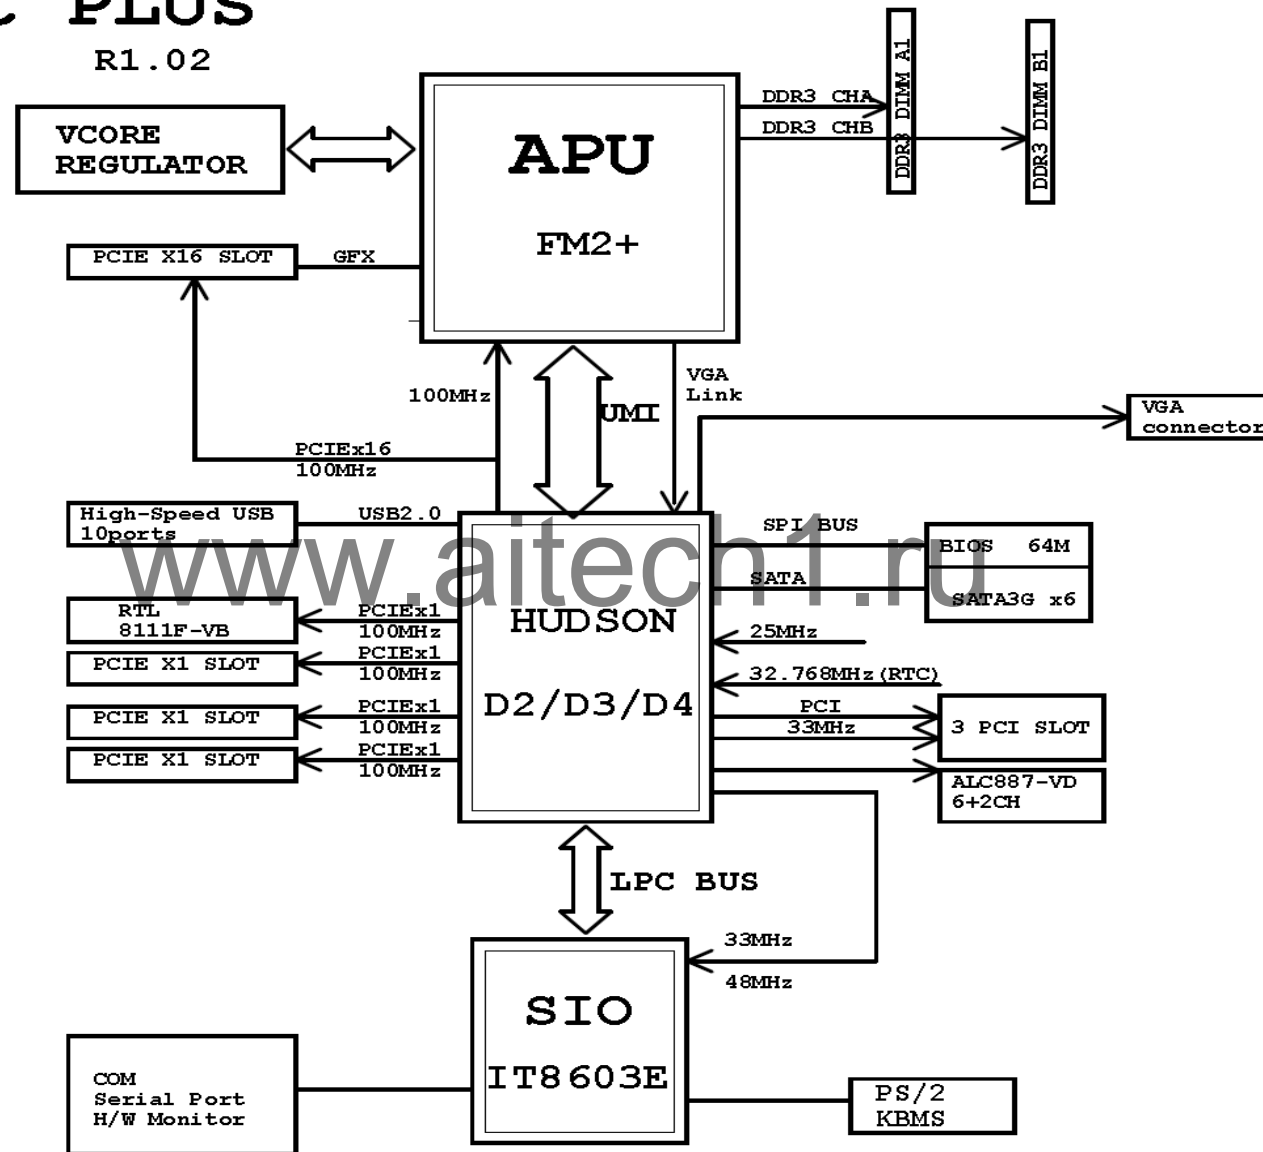 C PLUS
R1.02
VCORE
REGULATOR
APU
FM2+
DDR3 CHA
DDR3 CHB
DDR3 DIMM A1
DDR3 DIMM B1
PCIE X16 SLOT
GFX
100MHz
UMI
VGA
Link
VGA
connector
PCIEx16
100MHz
High-Speed USB
10ports
USB2.0
SPI BUS
BIOS 64M
SATA
SATA3G x6
www.aitech1.ru
RTL
8111F-VB
PCIEx1
100MHz
HUDSON
D2/D3/D4
25MHz
PCIE X1 SLOT
PCIEx1
100MHz
32.768MHz(RTC)
PCIE X1 SLOT
PCIEx1
100MHz
PCI
33MHz
3 PCI SLOT
PCIE X1 SLOT
PCIEx1
100MHz
ALC887-VD
6+2CH
LPC BUS
33MHz
48MHz
SIO
IT8603E
COM
Serial Port
H/W Monitor
PS/2
KBMS